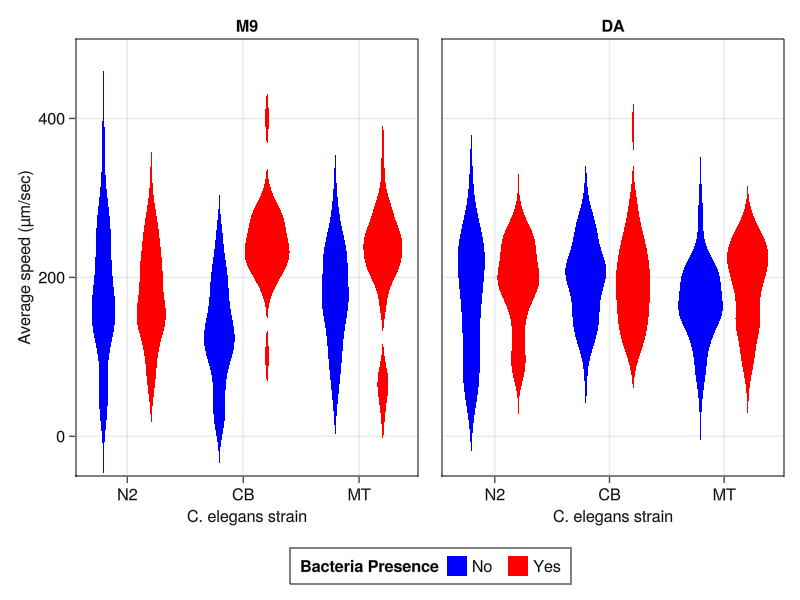 M9 DA
Average speed (µm/sec)
400
200
0
N2 CB MT N2 CB MT
C. elegans strain C. elegans strain
Bacteria Presence No Yes